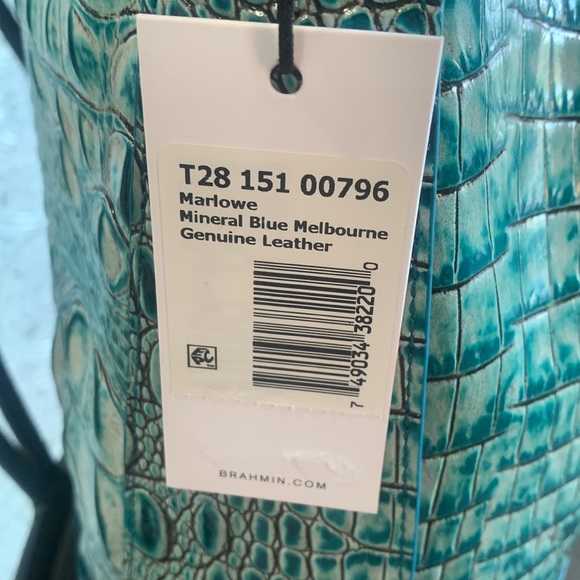 T28 151 00796
Marlowe
Mineral Blue Melbourne
Genuine Leather
7 49034 38220 0
BRAHMIN.COM